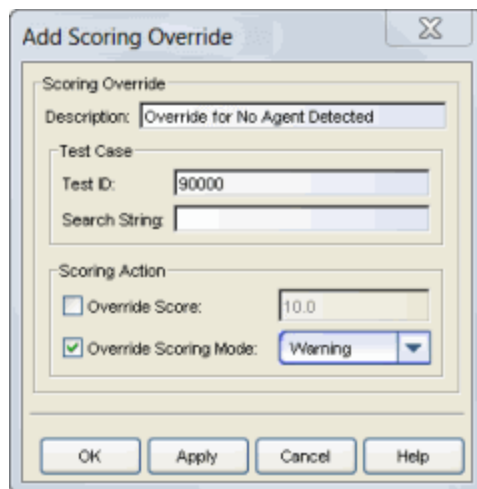 Add Scoring Override
Scoring Override
Description: Override for No Agent Detected
Test Case
Test ID: 90000
Search String:
Scoring Action
Override Score: 10.0
Override Scoring Mode: Warning
OK Apply Cancel Help